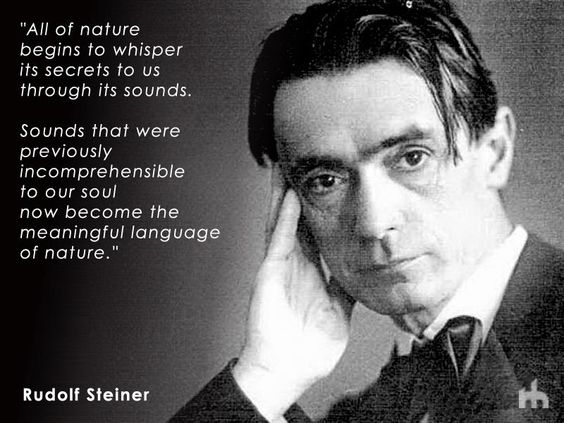 "All of nature
begins to whisper
its secrets to us
through its sounds.
Sounds that were
previously
incomprehensible
to our soul
now become the
meaningful language
of nature."
Rudolf Steiner